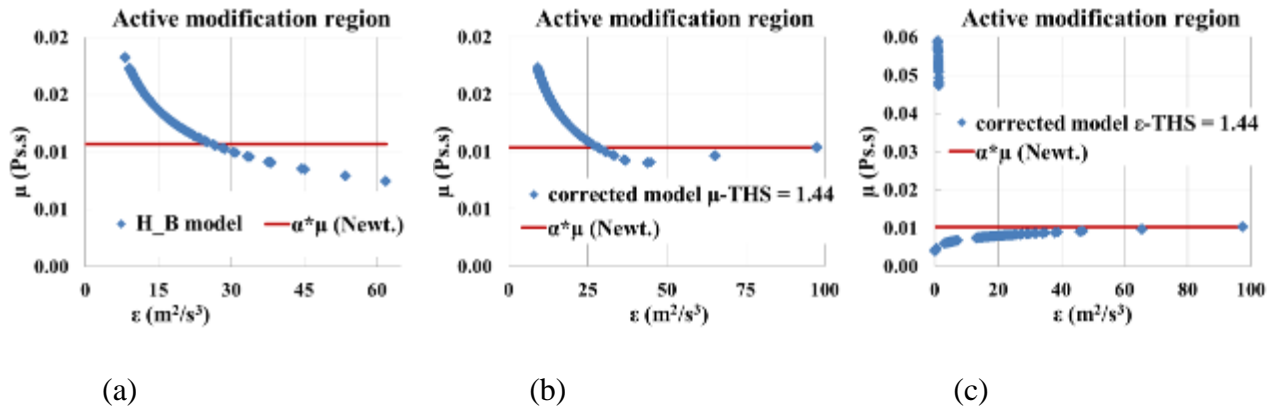 Active modification region
0.02
0.02
0.01
0.01
0.00
μ (Ps.s)
H_B model
α*μ (Newt.)
0
15
30
45
60
ε (m²/s³)
(a)
Active modification region
0.02
0.02
0.01
0.01
0.00
μ (Ps.s)
corrected model μ-THS = 1.44
α*μ (Newt.)
0
25
50
75
100
ε (m²/s³)
(b)
Active modification region
0.06
0.05
0.04
0.03
0.02
0.01
0.00
μ (Ps.s)
corrected model ε-THS = 1.44
α*μ (Newt.)
0
20
40
60
80
100
ε (m²/s³)
(c)